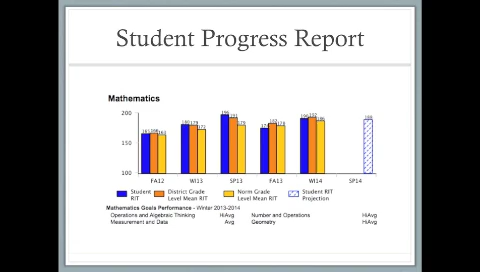 Student Progress Report
Mathematics
200
150
100
FA12 WI13 SP13 FA13 WI14 SP14
Student RIT
District Grade Level Mean RIT
Norm Grade Level Mean RIT
Student RIT Projection
Mathematics Goals Performance - Winter 2013-2014
Operations and Algebraic Thinking HiAvg
Number and Operations HiAvg
Measurement and Data Avg
Geometry HiAvg